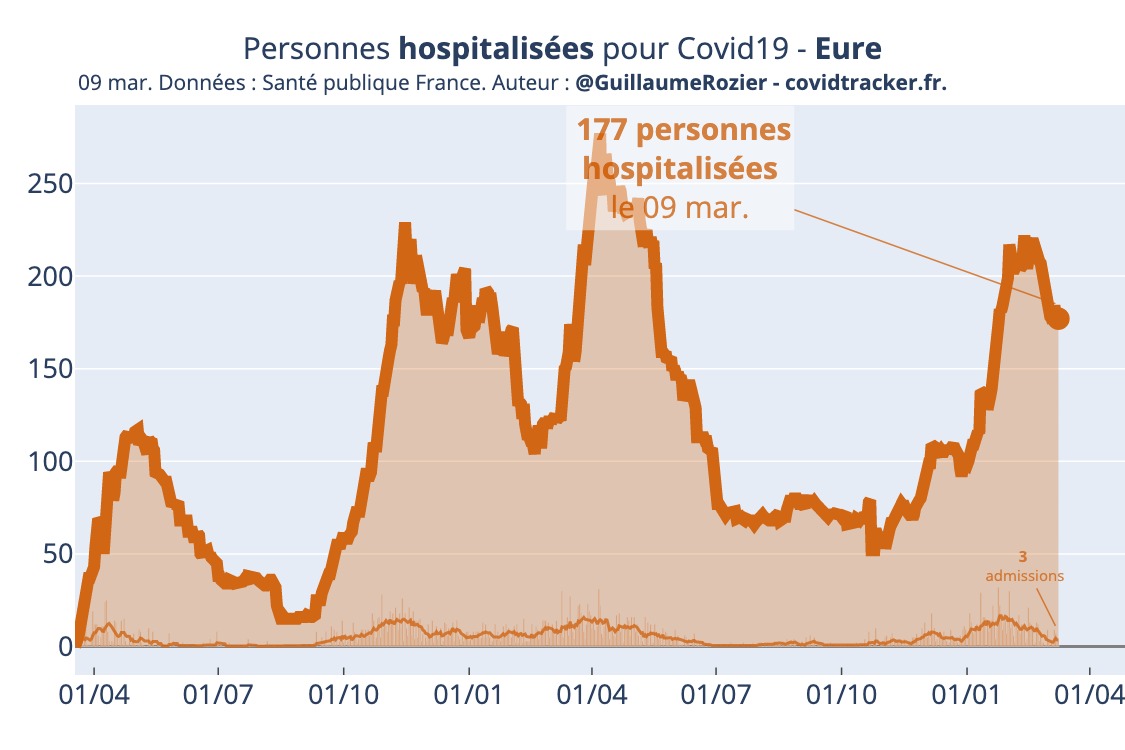 Personnes hospitalisées pour Covid19 - Eure
09 mar. Données : Santé publique France. Auteur : @GuillaumeRozier - covidtracker.fr.
177 personnes
hospitalisées
le 09 mar.
250
200
150
100
50
0
3
admissions
01/04 01/07 01/10 01/01 01/04 01/07 01/10 01/01 01/04